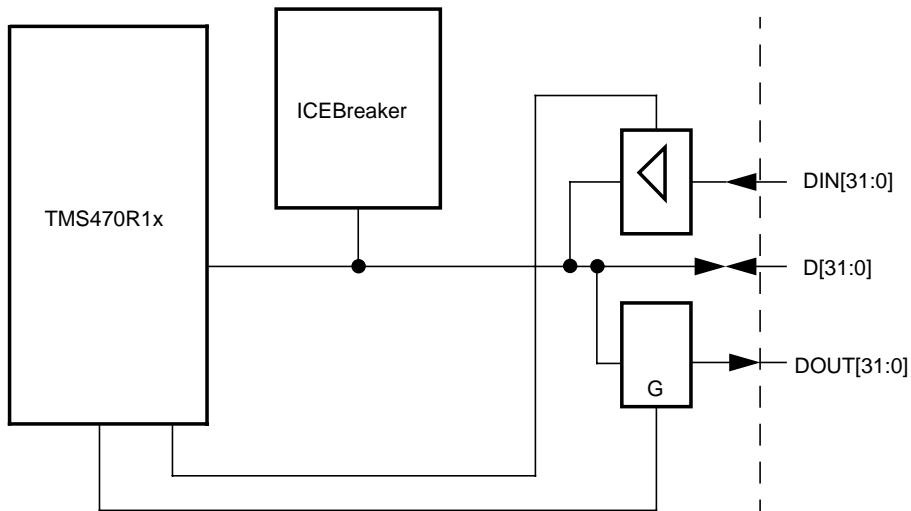 ICEBreaker
TMS470R1x
DIN[31:0]
D[31:0]
DOUT[31:0]
G